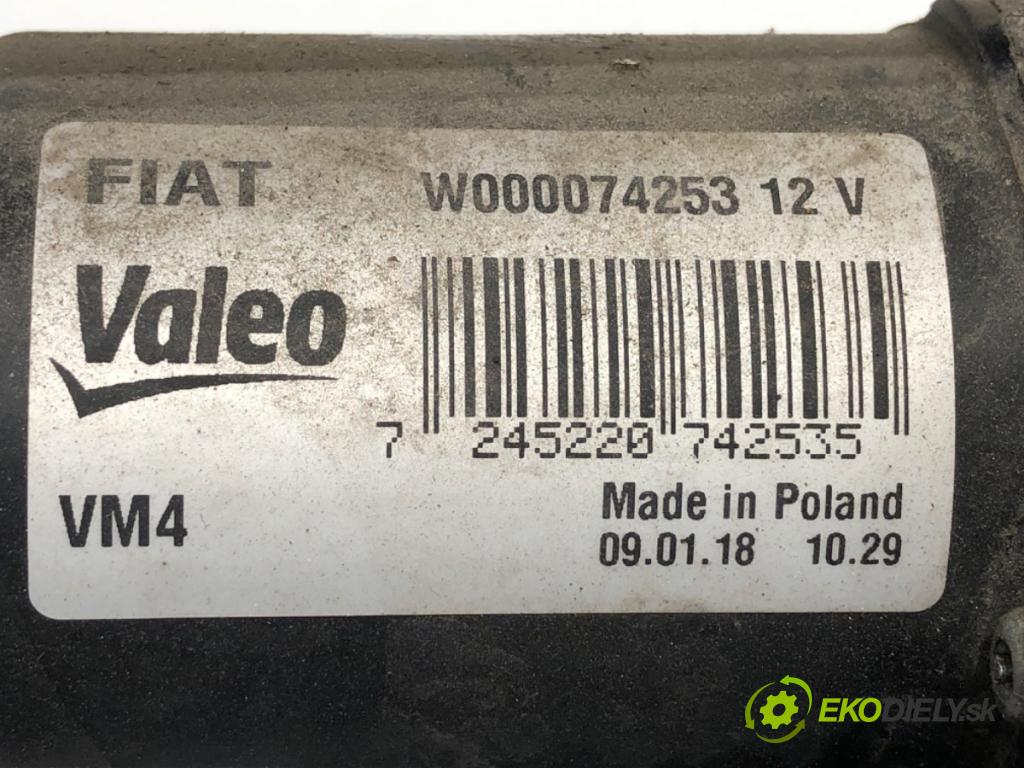 FIAT W000074253 12 V
Valeo
7 245220 742535
VM4
Made in Poland
09.01.18 10.29
EKODIELY.sk